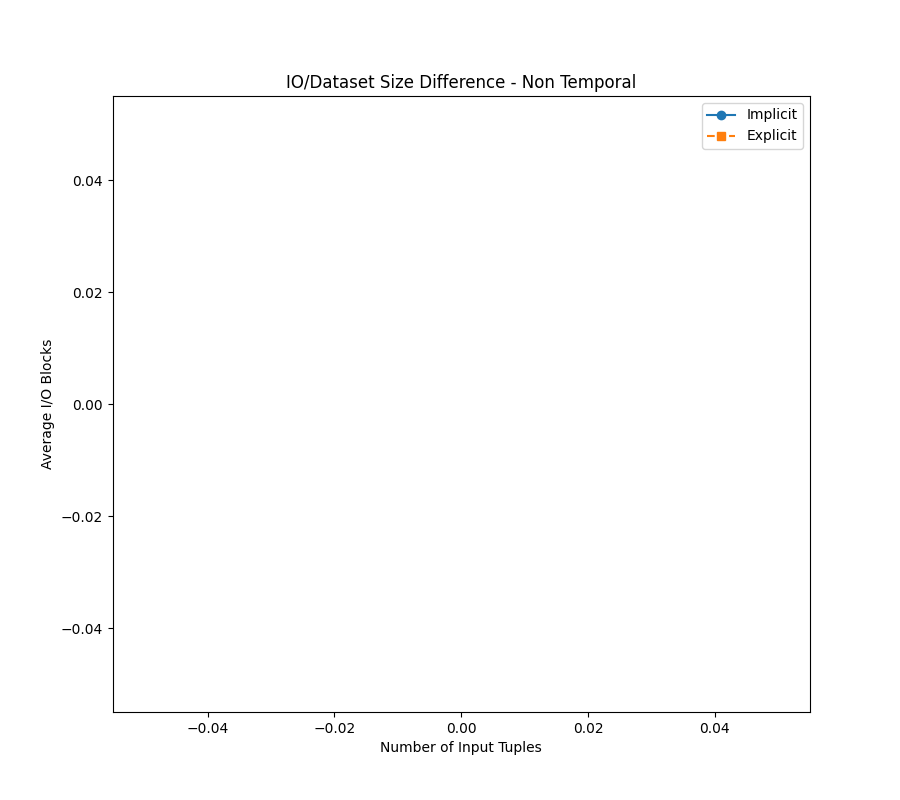 IO/Dataset Size Difference - Non Temporal
Implicit
Explicit
0.04
0.02
0.00
−0.02
−0.04
Average I/O Blocks
−0.04
−0.02
0.00
0.02
0.04
Number of Input Tuples